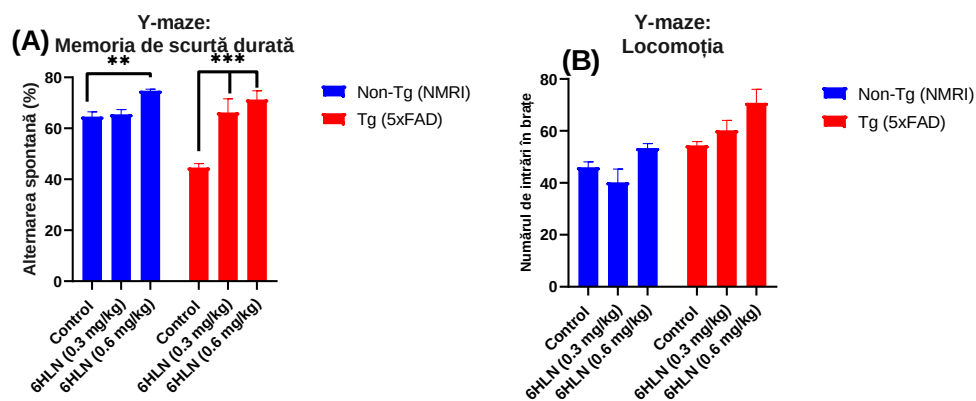 (A)
Y-maze:
Memoria de scurtă durată
**
***
80
60
40
20
0
Alternarea spontană (%)
Control
6HLN (0.3 mg/kg)
6HLN (0.6 mg/kg)
Control
6HLN (0.3 mg/kg)
6HLN (0.6 mg/kg)
Non-Tg (NMRI)
Tg (5xFAD)
(B)
Y-maze:
Locomoția
80
60
40
20
0
Numărul de intrări în brațe
Control
6HLN (0.3 mg/kg)
6HLN (0.6 mg/kg)
Control
6HLN (0.3 mg/kg)
6HLN (0.6 mg/kg)
Non-Tg (NMRI)
Tg (5xFAD)